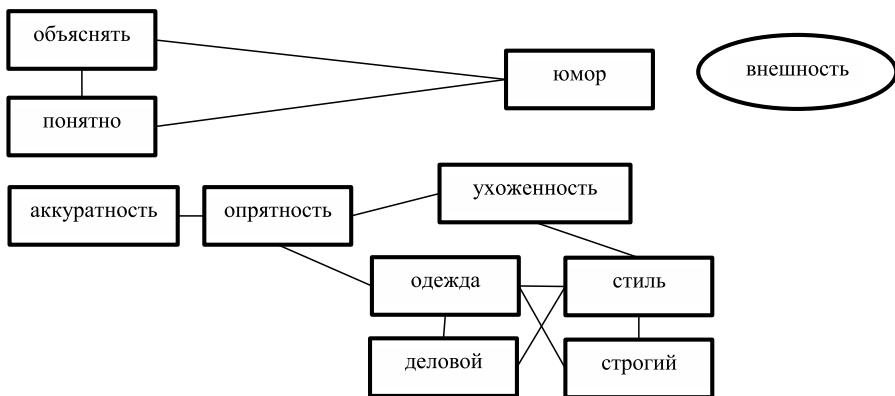 объяснять
юмор
внешность
понятно
аккуратность
опрятность
ухоженность
одежда
стиль
деловой
строгий